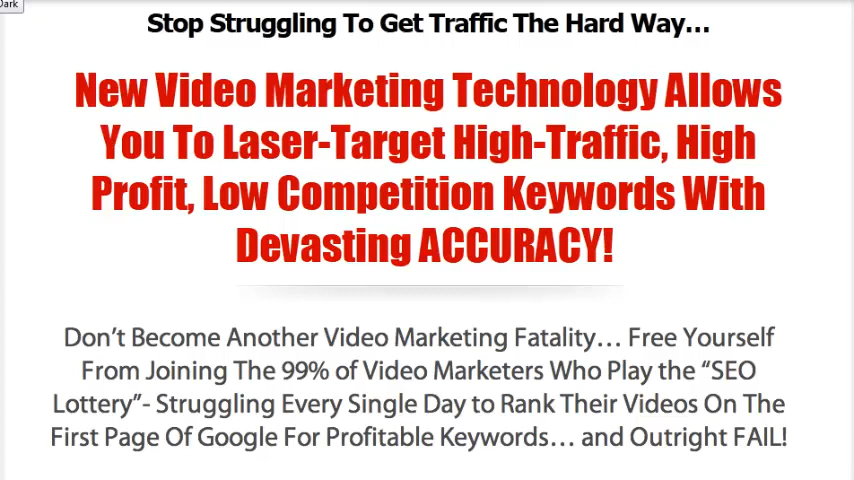 Dark
Stop Struggling To Get Traffic The Hard Way...
New Video Marketing Technology Allows
You To Laser-Target High-Traffic, High
Profit, Low Competition Keywords With
Devasting ACCURACY!
Don't Become Another Video Marketing Fatality... Free Yourself
From Joining The 99% of Video Marketers Who Play the “SEO
Lottery”- Struggling Every Single Day to Rank Their Videos On The
First Page Of Google For Profitable Keywords... and Outright FAIL!